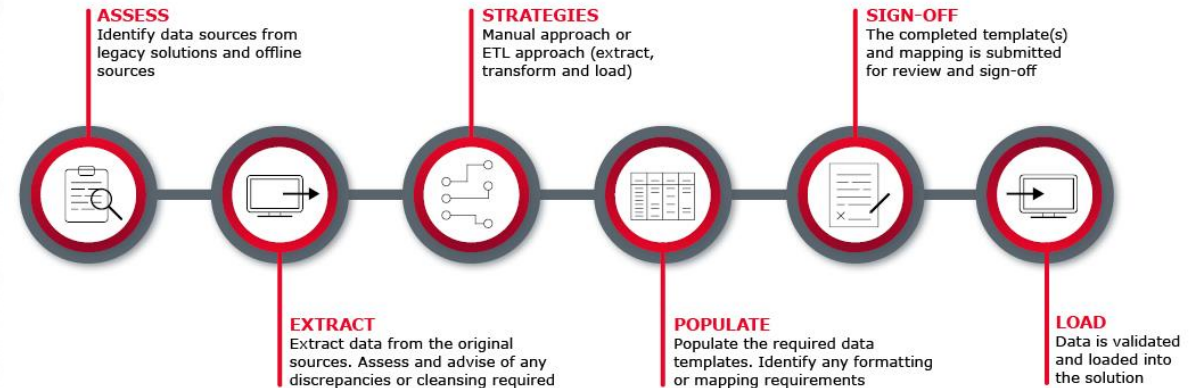 ASSESS
Identify data sources from
legacy solutions and offline
sources
EXTRACT
Extract data from the original
sources. Assess and advise of any
discrepancies or cleansing required
STRATEGIES
Manual approach or
ETL approach (extract,
transform and load)
POPULATE
Populate the required data
templates. Identify any formatting
or mapping requirements
SIGN-OFF
The completed template(s)
and mapping is submitted
for review and sign-off
LOAD
Data is validated
and loaded into
the solution